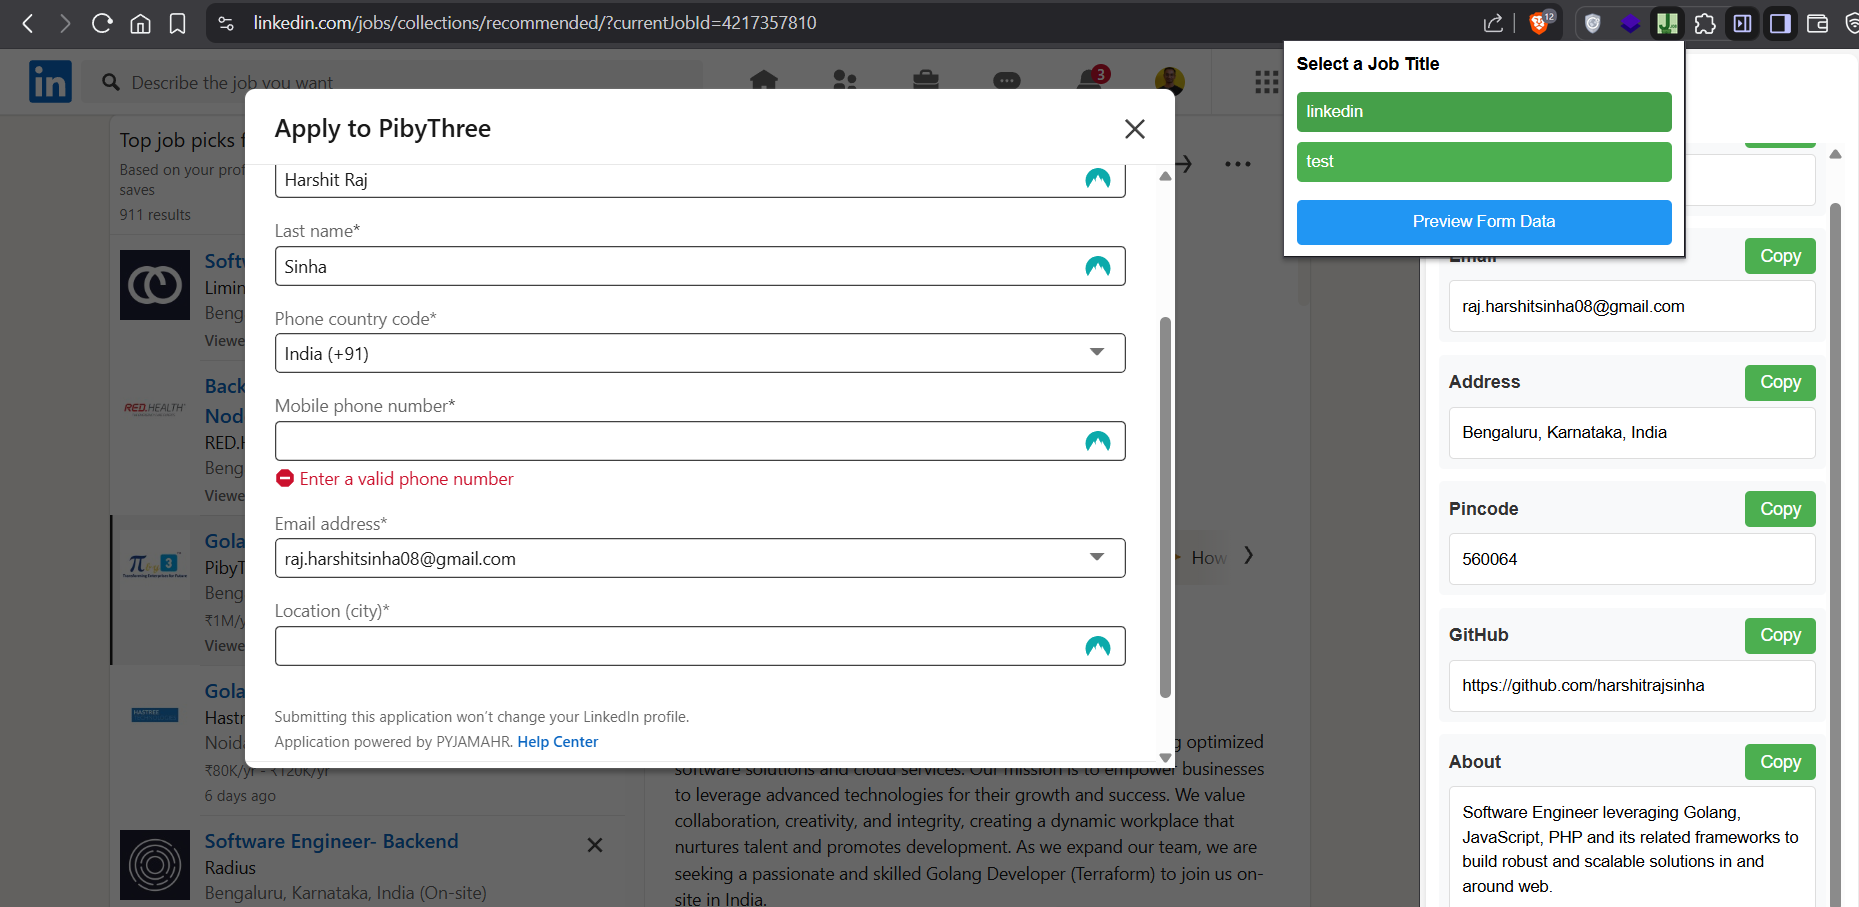 linkedin.com/jobs/collections/recommended/?currentJobId=4217357810
12
Describe the job you want
3
Top job picks f
Based on your prof
saves
911 results
Softw
Limin
Beng
Viewe
Back
Nod
RED.HEALTH
RED.H
Beng
Viewe
Gola
PibyT
πby3
Beng
₹1M/y
Viewe
Gola
HASTREE
Hastr
Noida
₹80K/yr - ₹120K/yr
6 days ago
Software Engineer- Backend
Radius
Bengaluru, Karnataka, India (On-site)
Apply to PibyThree
Harshit Raj
Last name*
Sinha
Phone country code*
India (+91)
Mobile phone number*
Enter a valid phone number
Email address*
raj.harshitsinha08@gmail.com
Location (city)*
Submitting this application won't change your LinkedIn profile.
Application powered by PYJAMAHR. Help Center
How
g optimized
software solutions and cloud services. Our mission is to empower businesses
to leverage advanced technologies for their growth and success. We value
collaboration, creativity, and integrity, creating a dynamic workplace that
nurtures talent and promotes development. As we expand our team, we are
seeking a passionate and skilled Golang Developer (Terraform) to join us on-
site in India.
Select a Job Title
linkedin
test
Preview Form Data
Email
Copy
raj.harshitsinha08@gmail.com
Address
Copy
Bengaluru, Karnataka, India
Pincode
Copy
560064
GitHub
Copy
https://github.com/harshitrajsinha
About
Copy
Software Engineer leveraging Golang,
JavaScript, PHP and its related frameworks to
build robust and scalable solutions in and
around web.